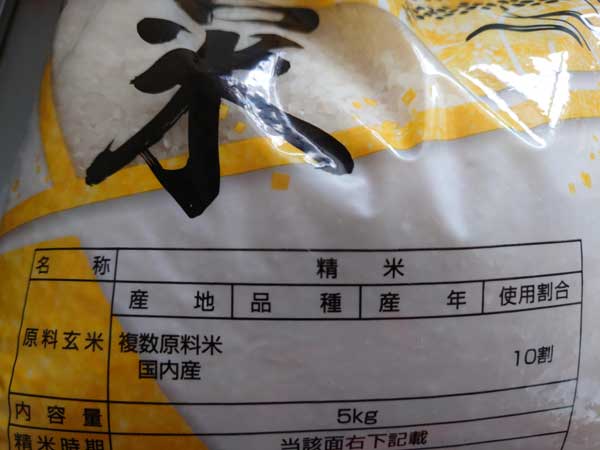 米
名称 精米
産地 品種 産年 使用割合
原料玄米 複数原料米
国内産 10割
内容量 5kg
精米時期 当該面右下記載